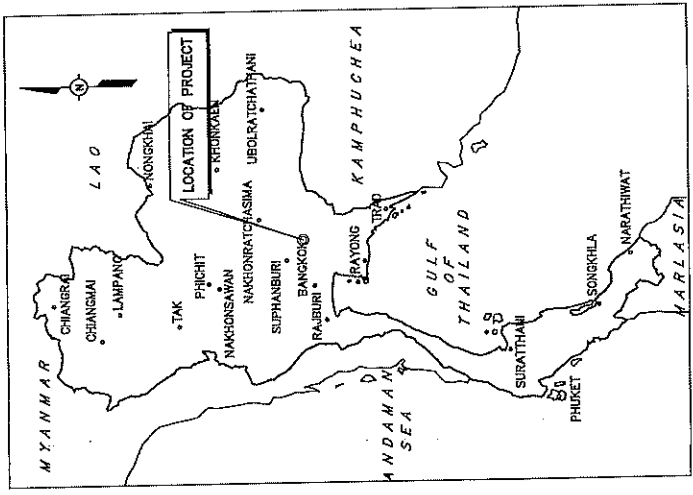 MYANMAR
LAO
N
CHIANGRAI
CHIANGMAI
LAMPANG
NONGKHAI
LOCATION OF PROJECT
TAK
PHICHIT
KHONKAEN
NAKHONSAWAN
NAKHONRATCHASIMA
UBOLRATCHATHANI
SUPHANBURI
BANGKOK
RAJBURI
KAMPHUCHEA
RAYONG
TRAD
GULF
OF
THAILAND
ANDAMAN
SEA
SURATTHANI
PHUKET
SONGKHLA
NARATHIWAT
MARLASIA